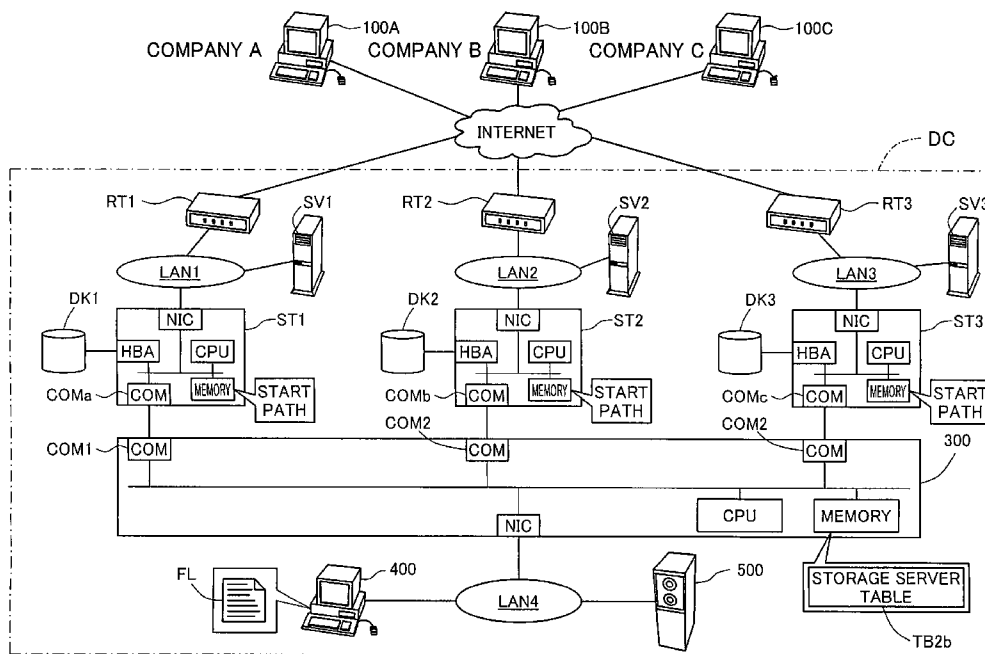 100A
100B
100C
COMPANY A
COMPANY B
COMPANY C
INTERNET
DC
RT1
SV1
RT2
SV2
RT3
SV3
LAN1
LAN2
LAN3
DK1
NIC
ST1
DK2
NIC
ST2
DK3
NIC
ST3
HBA
CPU
HBA
CPU
HBA
CPU
COMa
COM
MEMORY
START
PATH
COMb
COM
MEMORY
START
PATH
COMc
COM
MEMORY
START
PATH
COM1
COM
COM2
COM
COM2
COM
300
NIC
CPU
MEMORY
FL
400
LAN4
500
STORAGE SERVER
TABLE
TB2b